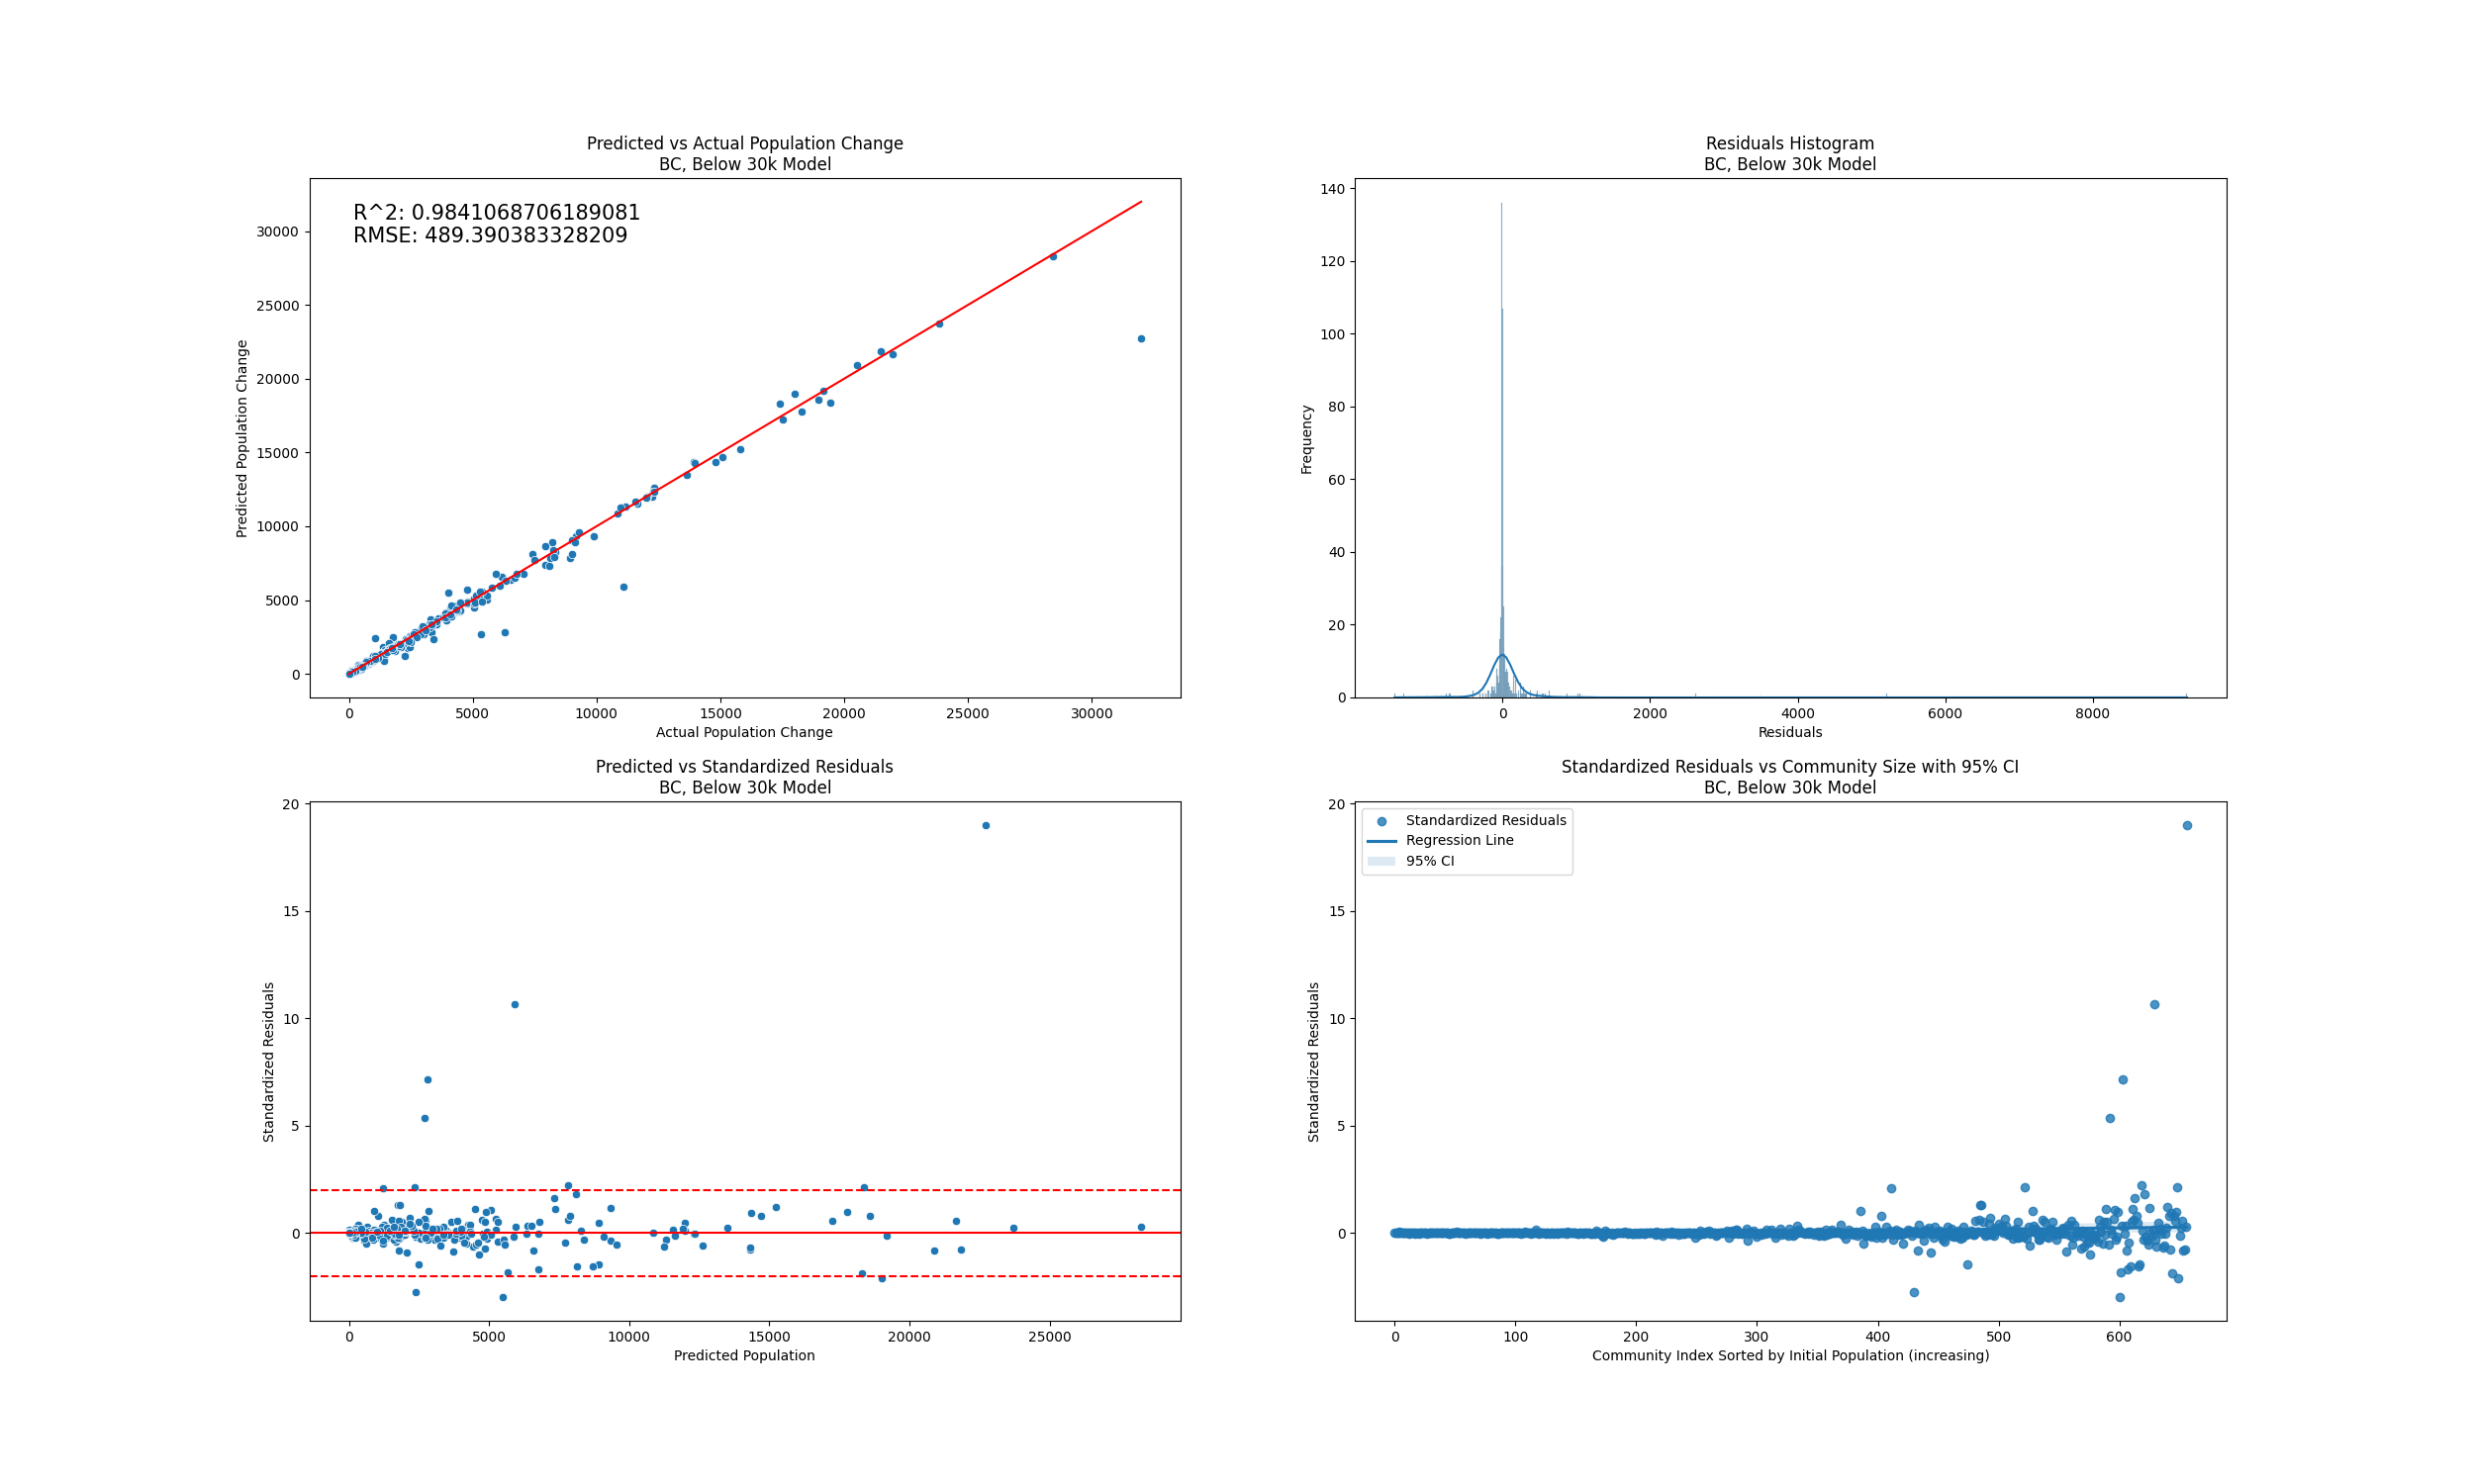 Predicted vs Actual Population Change
BC, Below 30k Model
R^2: 0.9841068706189081
RMSE: 489.390383328209
30000
25000
20000
15000
10000
5000
0
Predicted Population Change
0 5000 10000 15000 20000 25000 30000
Actual Population Change
Residuals Histogram
BC, Below 30k Model
140
120
100
80
60
40
20
0
Frequency
0 2000 4000 6000 8000
Residuals
Predicted vs Standardized Residuals
BC, Below 30k Model
20
15
10
5
0
Standardized Residuals
0 5000 10000 15000 20000 25000
Predicted Population
Standardized Residuals vs Community Size with 95% CI
BC, Below 30k Model
Standardized Residuals
Regression Line
95% CI
20
15
10
5
0
Standardized Residuals
0 100 200 300 400 500 600
Community Index Sorted by Initial Population (increasing)